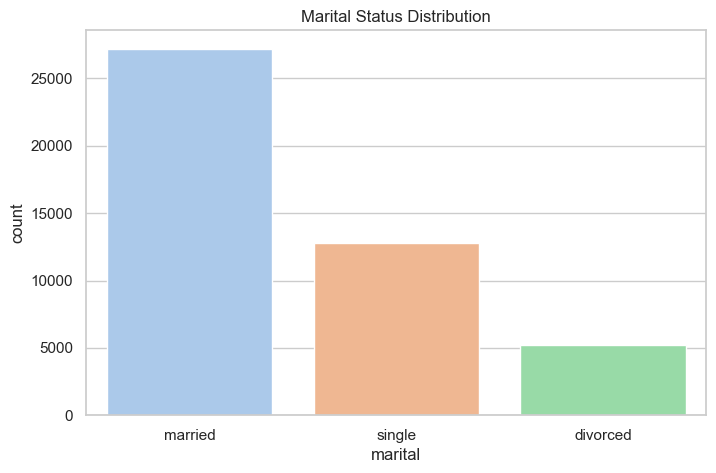 Marital Status Distribution
count
25000
20000
15000
10000
5000
0
married single divorced
marital